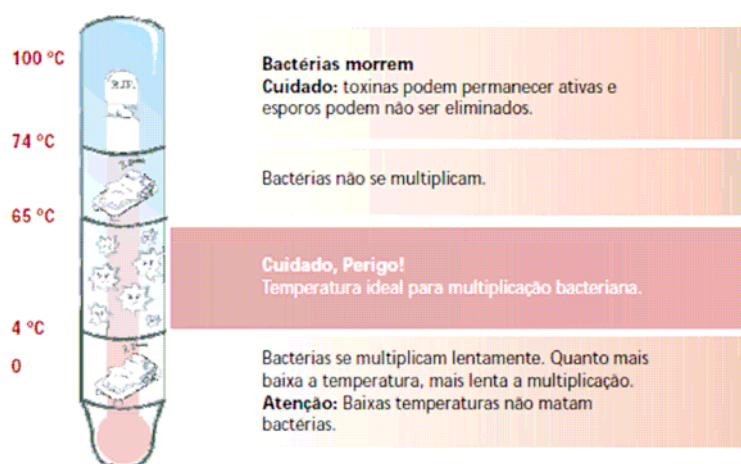 100 °C
Bactérias morrem
Cuidado: toxinas podem permanecer ativas e
esporos podem não ser eliminados.
74 °C
Bactérias não se multiplicam.
65 °C
Cuidado, Perigo!
Temperatura ideal para multiplicação bacteriana.
4 °C
0
Bactérias se multiplicam lentamente. Quanto mais
baixa a temperatura, mais lenta a multiplicação.
Atenção: Baixas temperaturas não matam
bactérias.